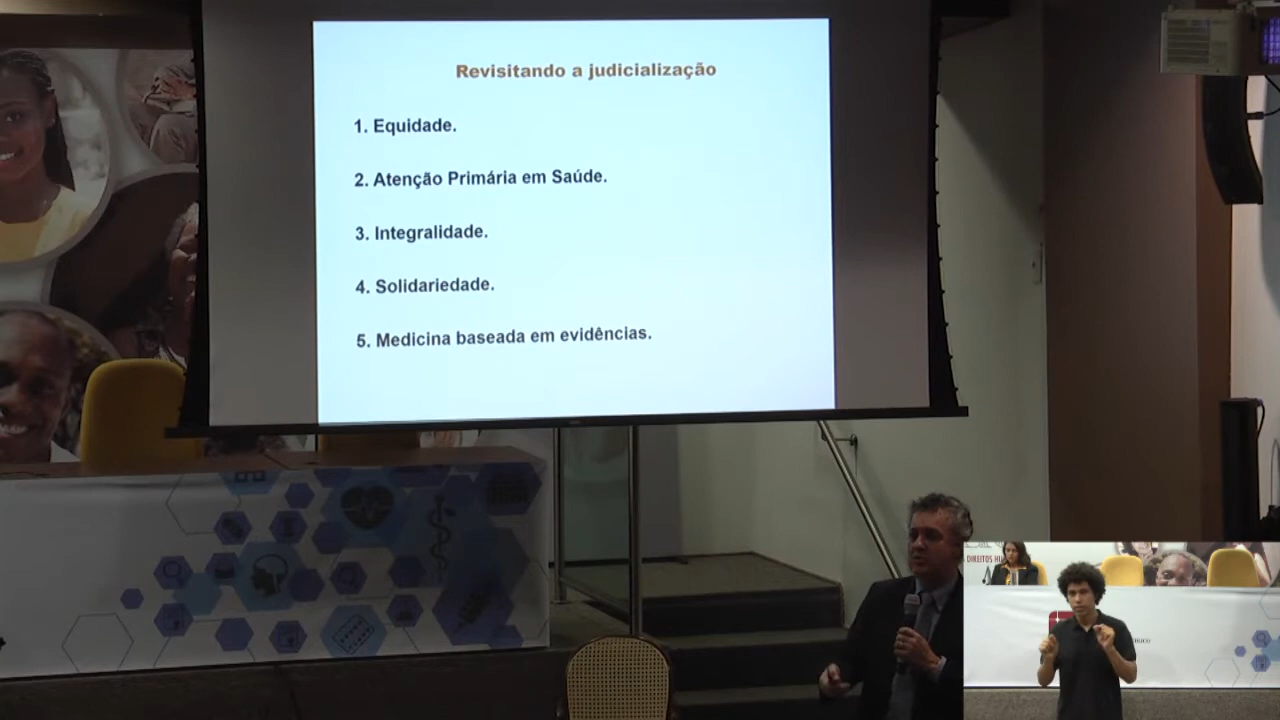 Revisitando a judicialização
1. Equidade.
2. Atenção Primária em Saúde.
3. Integralidade.
4. Solidariedade.
5. Medicina baseada em evidências.